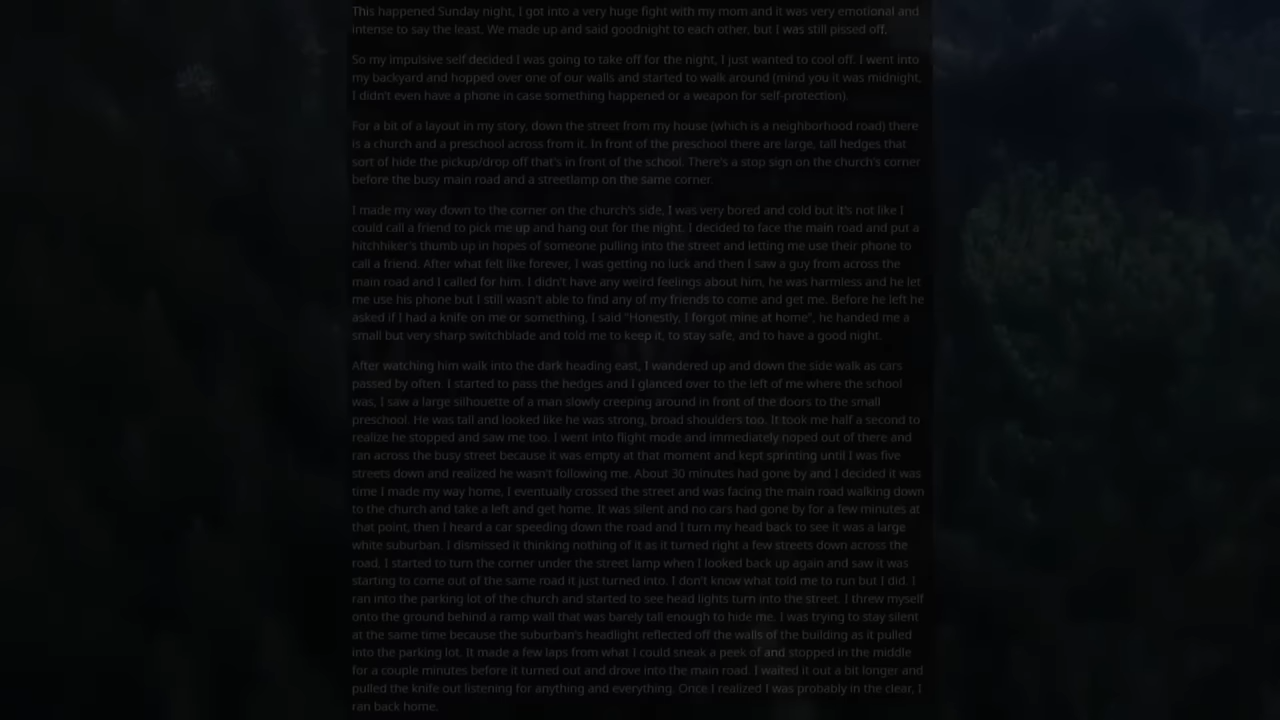 This happened Sunday night, I got into a very huge fight with my mom and it was very emotional and
intense to say the least. We made up and said goodnight to each other, but I was still pissed off.
So my impulsive self decided I was going to take off for the night, I just wanted to cool off. I went into
my backyard and hopped over one of our walls and started to walk around (mind you it was midnight,
I didn't even have a phone in case something happened or a weapon for self-protection).
For a bit of a layout in my story, down the street from my house (which is a neighborhood road) there
is a church and a preschool across from it. In front of the preschool there are large, tall hedges that
sort of hide the pickup/drop off that's in front of the school. There's a stop sign on the church's corner
before the busy main road and a streetlamp on the same corner.
I made my way down to the corner on the church's side, I was very bored and cold but it's not like I
could call a friend to pick me up and hang out for the night. I decided to face the main road and put a
hitchhiker's thumb up in hopes of someone pulling into the street and letting me use their phone to
call a friend. After what felt like forever, I was getting no luck and then I saw a guy from across the
main road and I called for him. I didn't have any weird feelings about him, he was harmless and he let
me use his phone but I still wasn't able to find any of my friends to come and get me. Before he left he
asked if I had a knife on me or something. I said "Honestly, I forgot mine at home", he handed me a
small but very sharp switchblade and told me to keep it, to stay safe, and to have a good night.
After watching him walk into the dark heading east, I wandered up and down the side walk as cars
passed by often. I started to pass the hedges and I glanced over to the left of me where the school
was, I saw a large silhouette of a man slowly creeping around in front of the doors to the small
preschool. He was tall and looked like he was strong, broad shoulders too. It took me half a second to
realize he stopped and saw me too. I went into flight mode and immediately noped out of there and
ran across the busy street because it was empty at that moment and kept sprinting until I was five
streets down and realized he wasn't following me. About 30 minutes had gone by and I decided it was
time I made my way home, I eventually crossed the street and was facing the main road walking down
to the church and take a left and get home. It was silent and no cars had gone by for a few minutes at
that point, then I heard a car speeding down the road and I turn my head back to see it was a large
white suburban. I dismissed it thinking nothing of it as it turned right a few streets down across the
road. I started to turn the corner under the street lamp when I looked back up again and saw it was
starting to come out of the same road it just turned into. I don't know what told me to run but I did. I
ran into the parking lot of the church and started to see head lights turn into the street. I threw myself
onto the ground behind a ramp wall that was barely tall enough to hide me. I was trying to stay silent
at the same time because the suburban's headlight reflected off the walls of the building as it pulled
into the parking lot. It made a few laps from what I could sneak a peek of and stopped in the middle
for a couple minutes before it turned out and drove into the main road. I waited it out a bit longer and
pulled the knife out listening for anything and everything. Once I realized I was probably in the clear, I
ran back home.